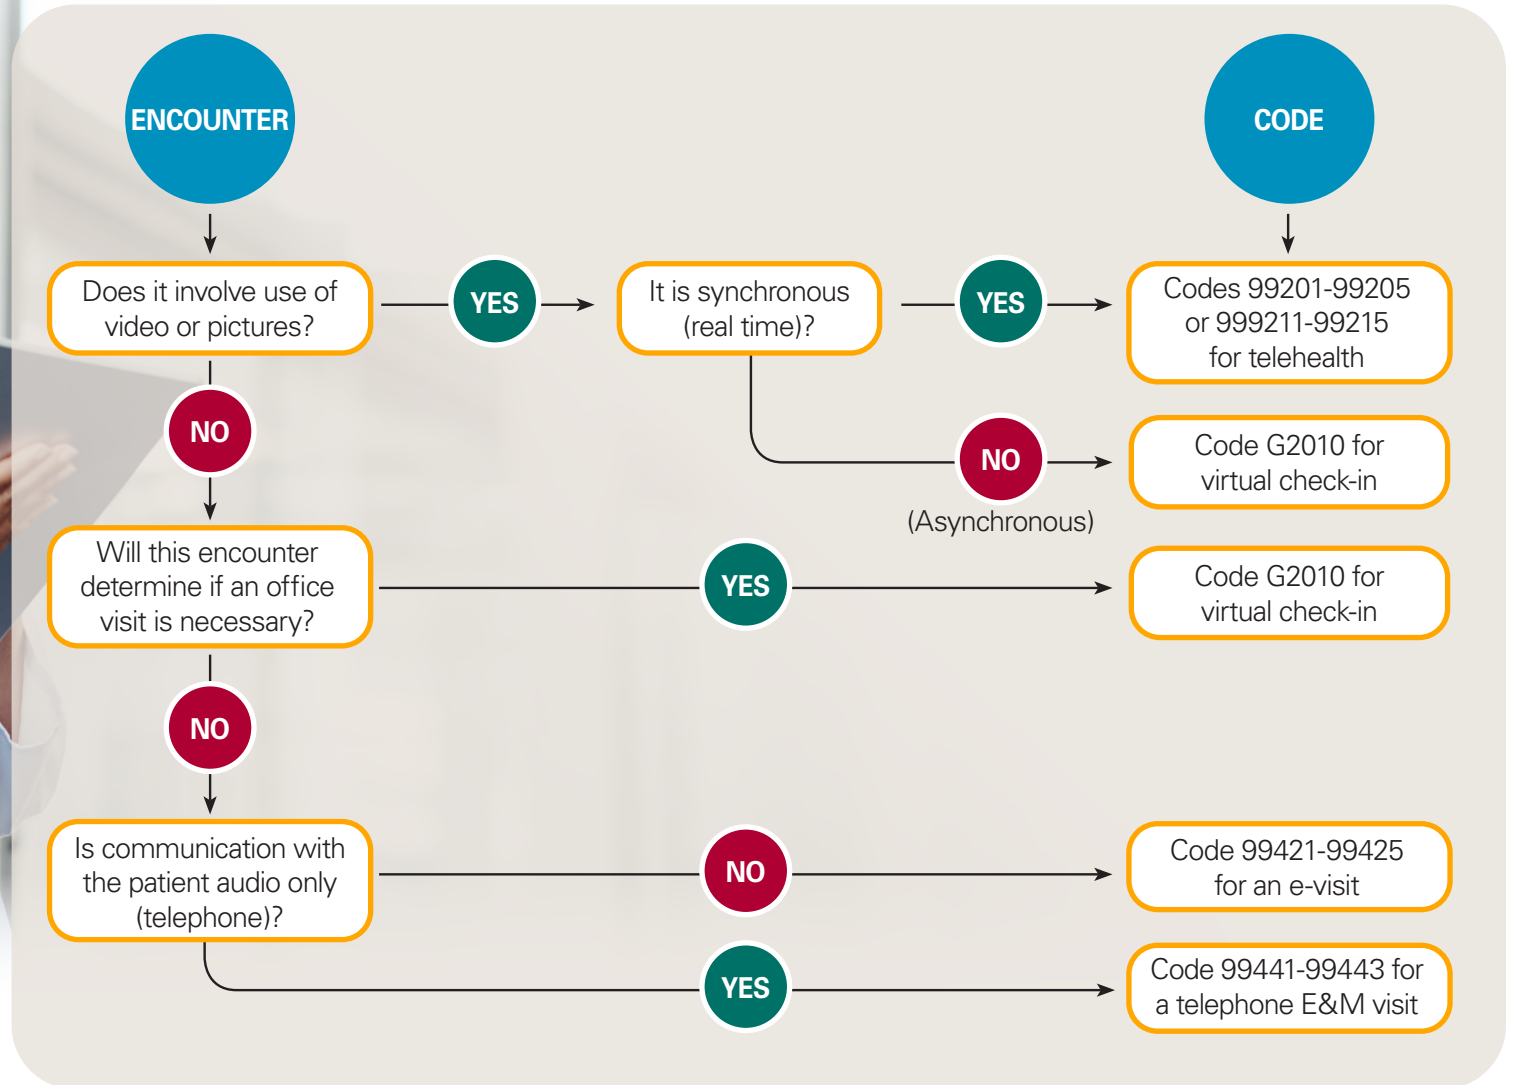 ENCOUNTER
CODE
Does it involve use of
video or pictures?
YES
It is synchronous
(real time)?
YES
Codes 99201-99205
or 999211-99215
for telehealth
NO
NO
(Asynchronous)
Code G2010 for
virtual check-in
Will this encounter
determine if an office
visit is necessary?
YES
Code G2010 for
virtual check-in
NO
Is communication with
the patient audio only
(telephone)?
NO
Code 99421-99425
for an e-visit
YES
Code 99441-99443 for
a telephone E&M visit